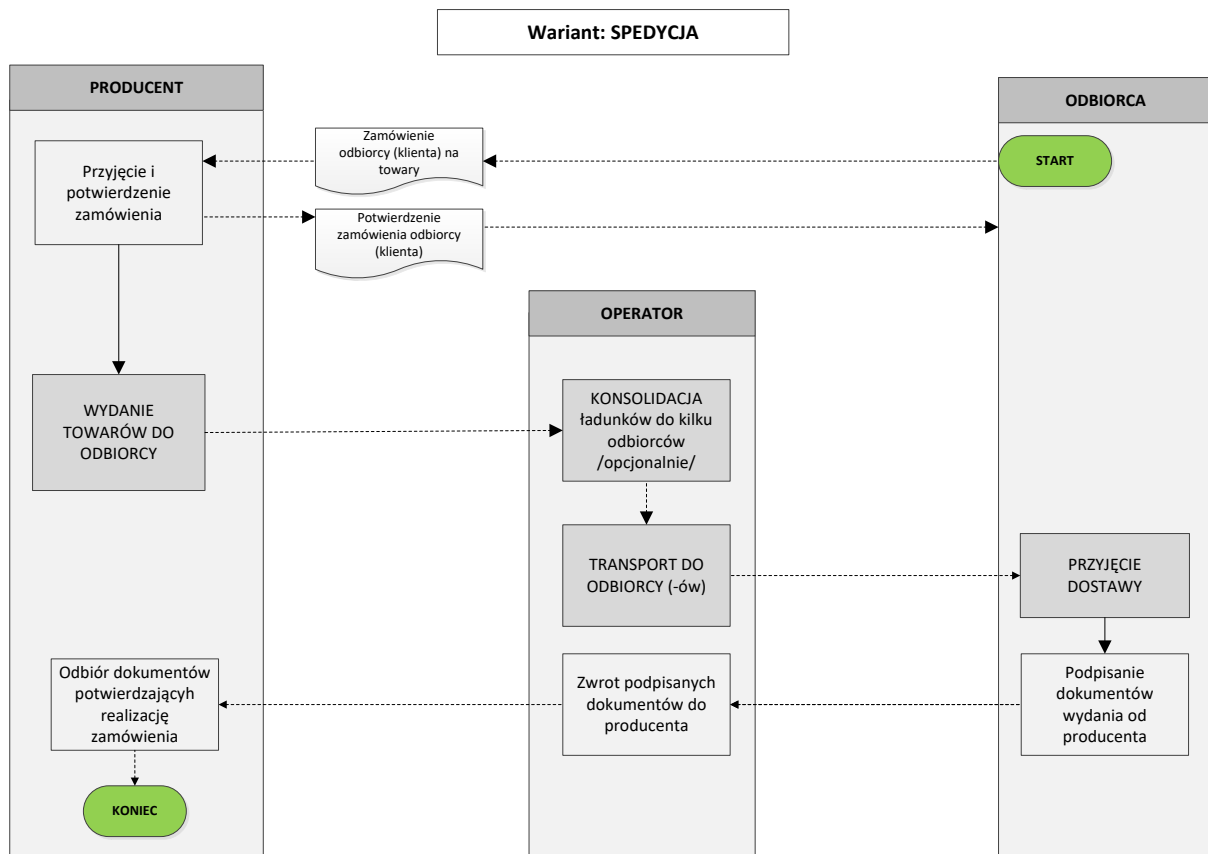 Wariant: SPEDYCJA
PRODUCENT
ODBIORCA
Zamówienie
odbiorcy (klienta) na
towary
START
Przyjęcie i
potwierdzenie
zamówienia
Potwierdzenie
zamówienia odbiorcy
(klienta)
OPERATOR
WYDANIE
TOWARÓW DO
ODBIORCY
KONSOLIDACJA
ładunków do kilku
odbiorców
/opcjonalnie/
TRANSPORT DO
ODBIORCY (-ów)
PRZYJĘCIE
DOSTAWY
Odbiór dokumentów
potwierdzającyh
realizację
zamówienia
Zwrot podpisanych
dokumentów do
producenta
Podpisanie
dokumentów
wydania od
producenta
KONIEC